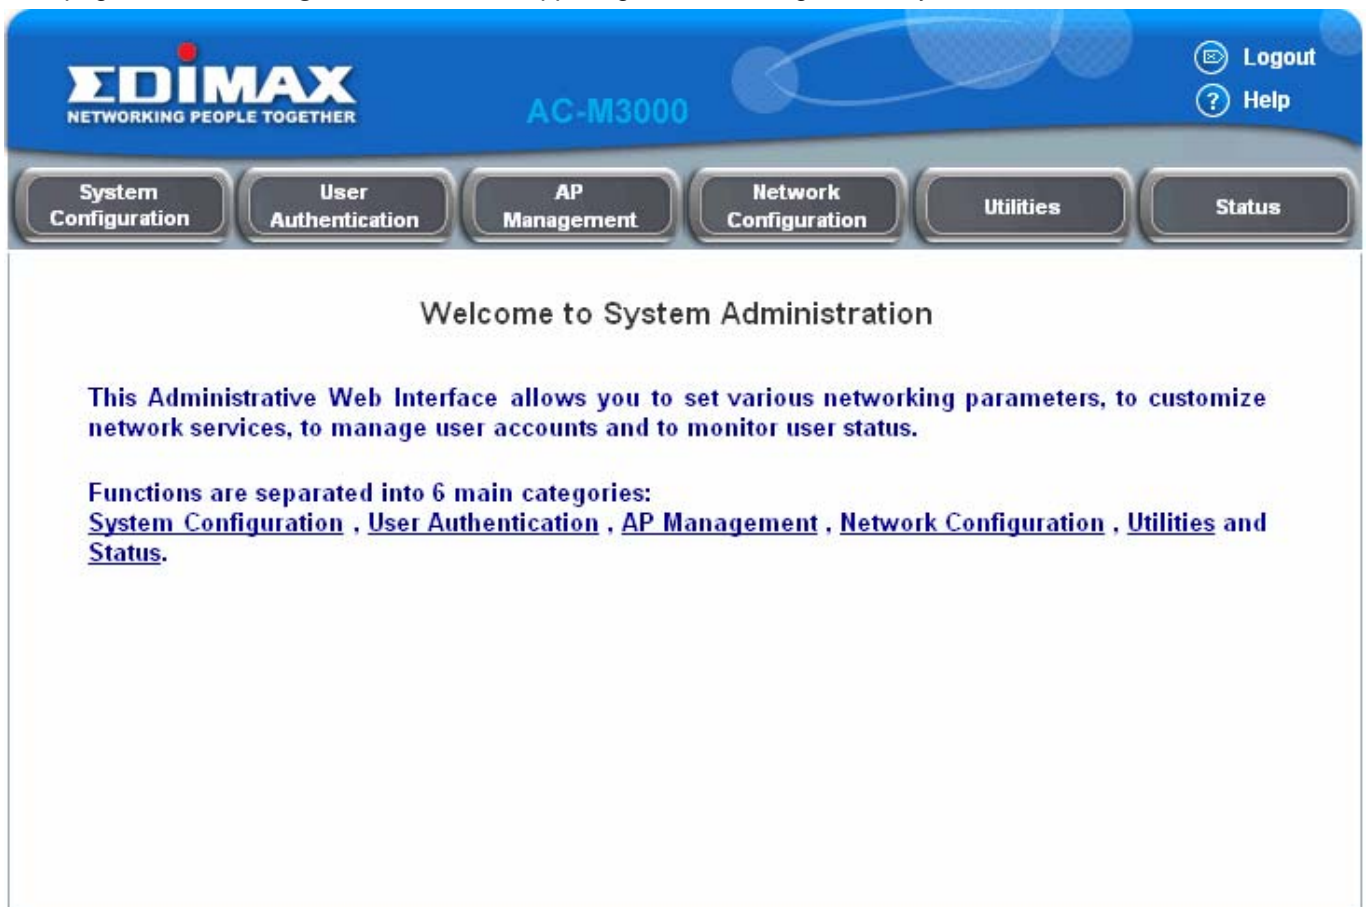 ΣDIMAX
NETWORKING PEOPLE TOGETHER
AC-M3000
Logout
Help
System
Configuration
User
Authentication
AP
Management
Network
Configuration
Utilities
Status
Welcome to System Administration
This Administrative Web Interface allows you to set various networking parameters, to customize
network services, to manage user accounts and to monitor user status.
Functions are separated into 6 main categories:
System Configuration , User Authentication , AP Management , Network Configuration , Utilities and
Status.